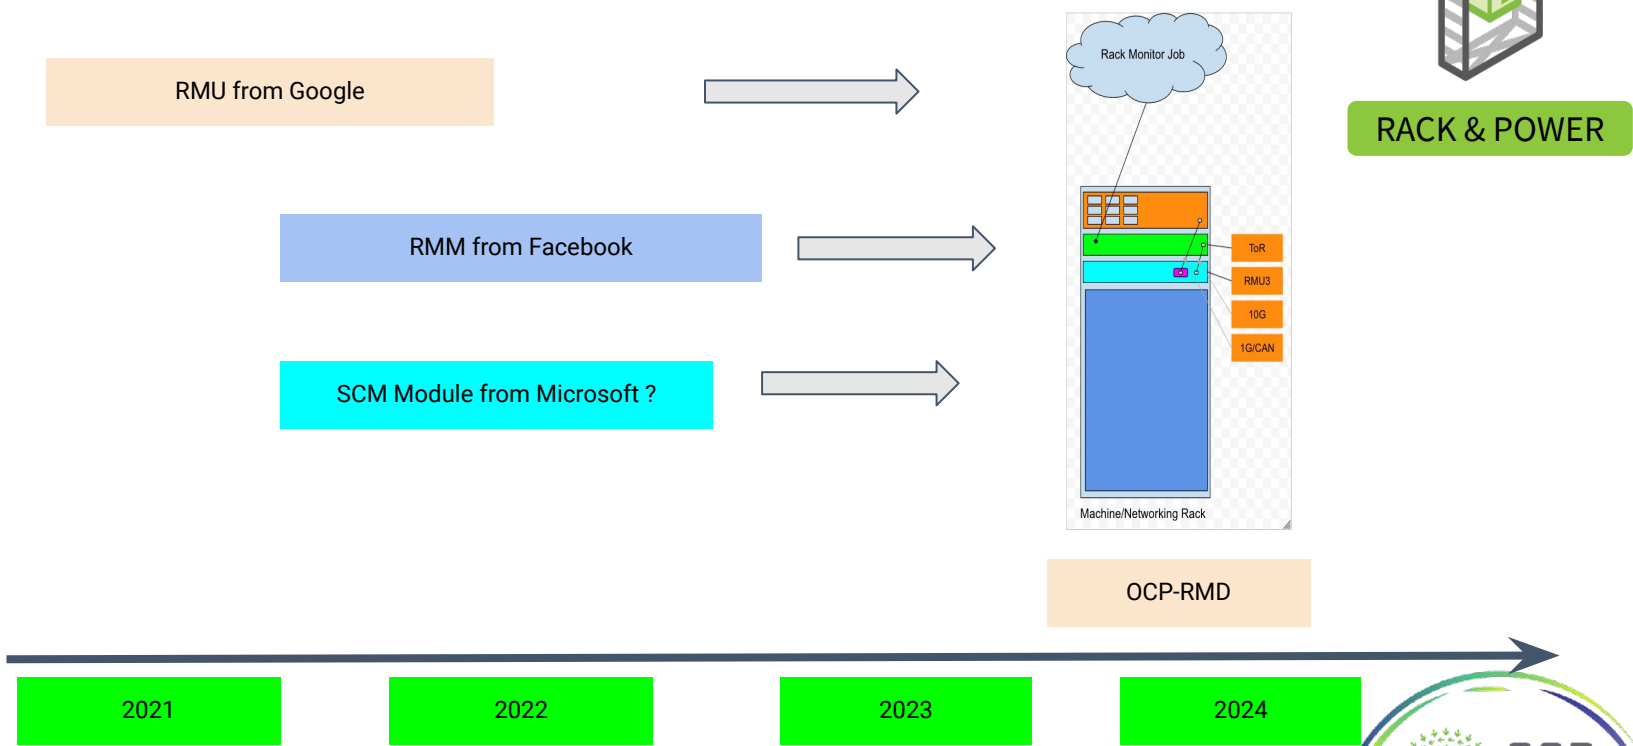 Rack Monitor Job
RMU from Google
RACK & POWER
RMM from Facebook
ToR
RMU3
10G
1G/CAN
SCM Module from Microsoft ?
Machine/Networking Rack
OCP-RMD
2021
2022
2023
2024